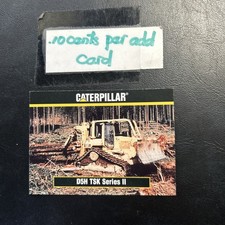 .10 cents per add
card
CATERPILLAR®
D5H TSK Series II